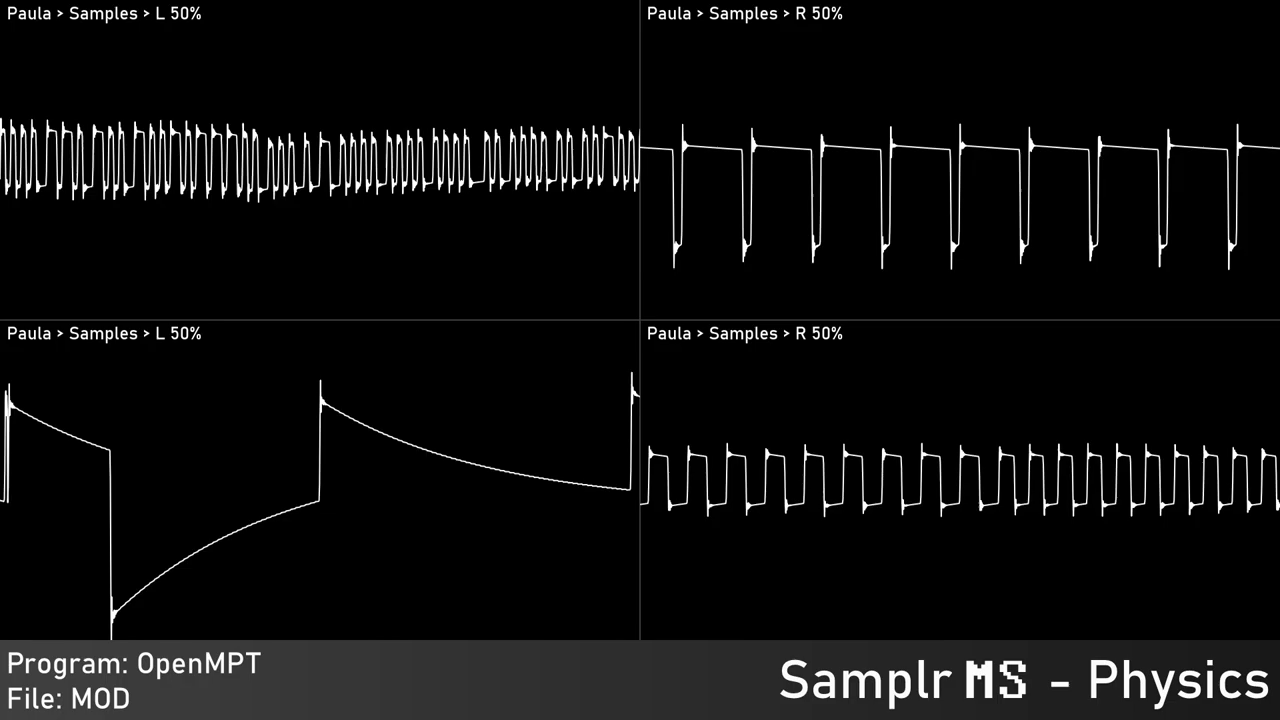 Paula > Samples > L 50%
Paula > Samples > R 50%
Paula > Samples > L 50%
Paula > Samples > R 50%
Program: OpenMPT
File: MOD
Samplr MS - Physics